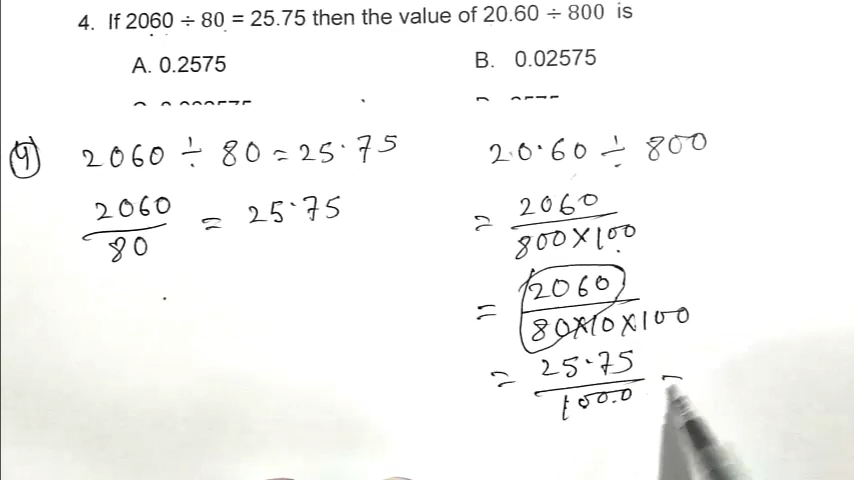 4. If 2060 ÷ 80 = 25.75 then the value of 20.60 ÷ 800 is
A. 0.2575
B. 0.02575
4) 2060 ÷ 80 = 25.75
2060
80
= 25.75
20.60 ÷ 800
= 2060
800×100
= 2060
80×10×100
= 25.75
1000
=